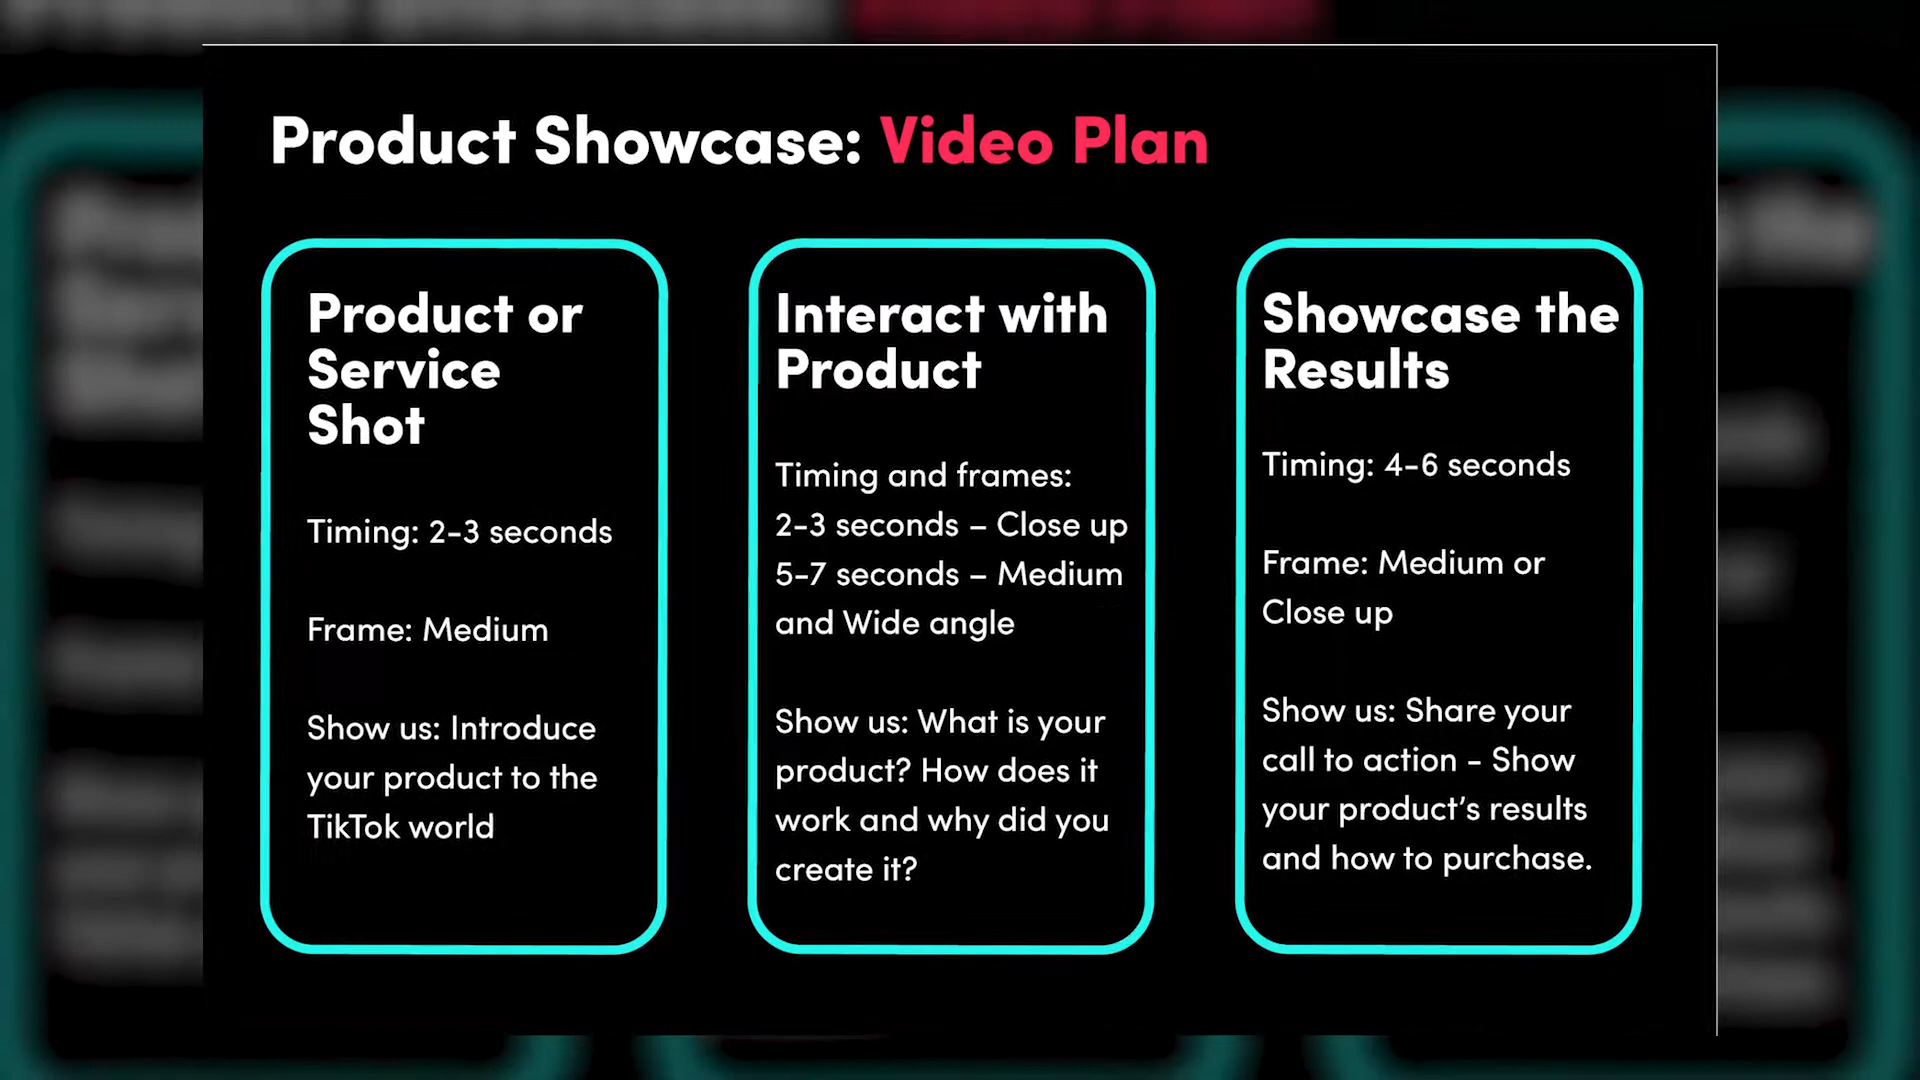 Product Showcase: Video Plan
Product or
Service
Shot
Timing: 2-3 seconds
Frame: Medium
Show us: Introduce
your product to the
TikTok world
Interact with
Product
Timing and frames:
2-3 seconds – Close up
5-7 seconds – Medium
and Wide angle
Show us: What is your
product? How does it
work and why did you
create it?
Showcase the
Results
Timing: 4-6 seconds
Frame: Medium or
Close up
Show us: Share your
call to action - Show
your product’s results
and how to purchase.